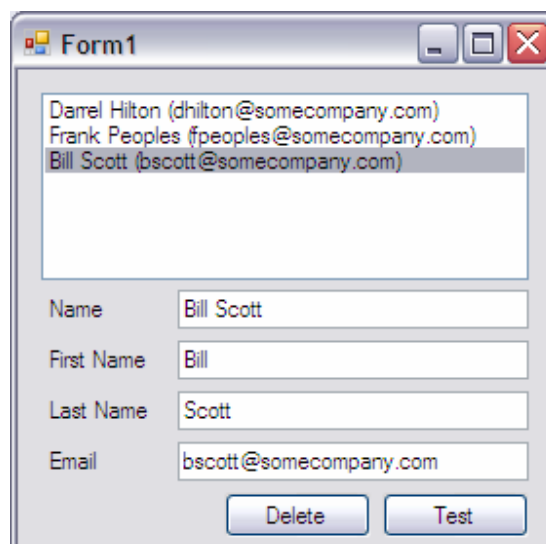 Form1
Darrel Hilton (dhilton@somecompany.com)
Frank Peoples (fpeoples@somecompany.com)
Bill Scott (bscott@somecompany.com)
Name Bill Scott
First Name Bill
Last Name Scott
Email bscott@somecompany.com
Delete Test